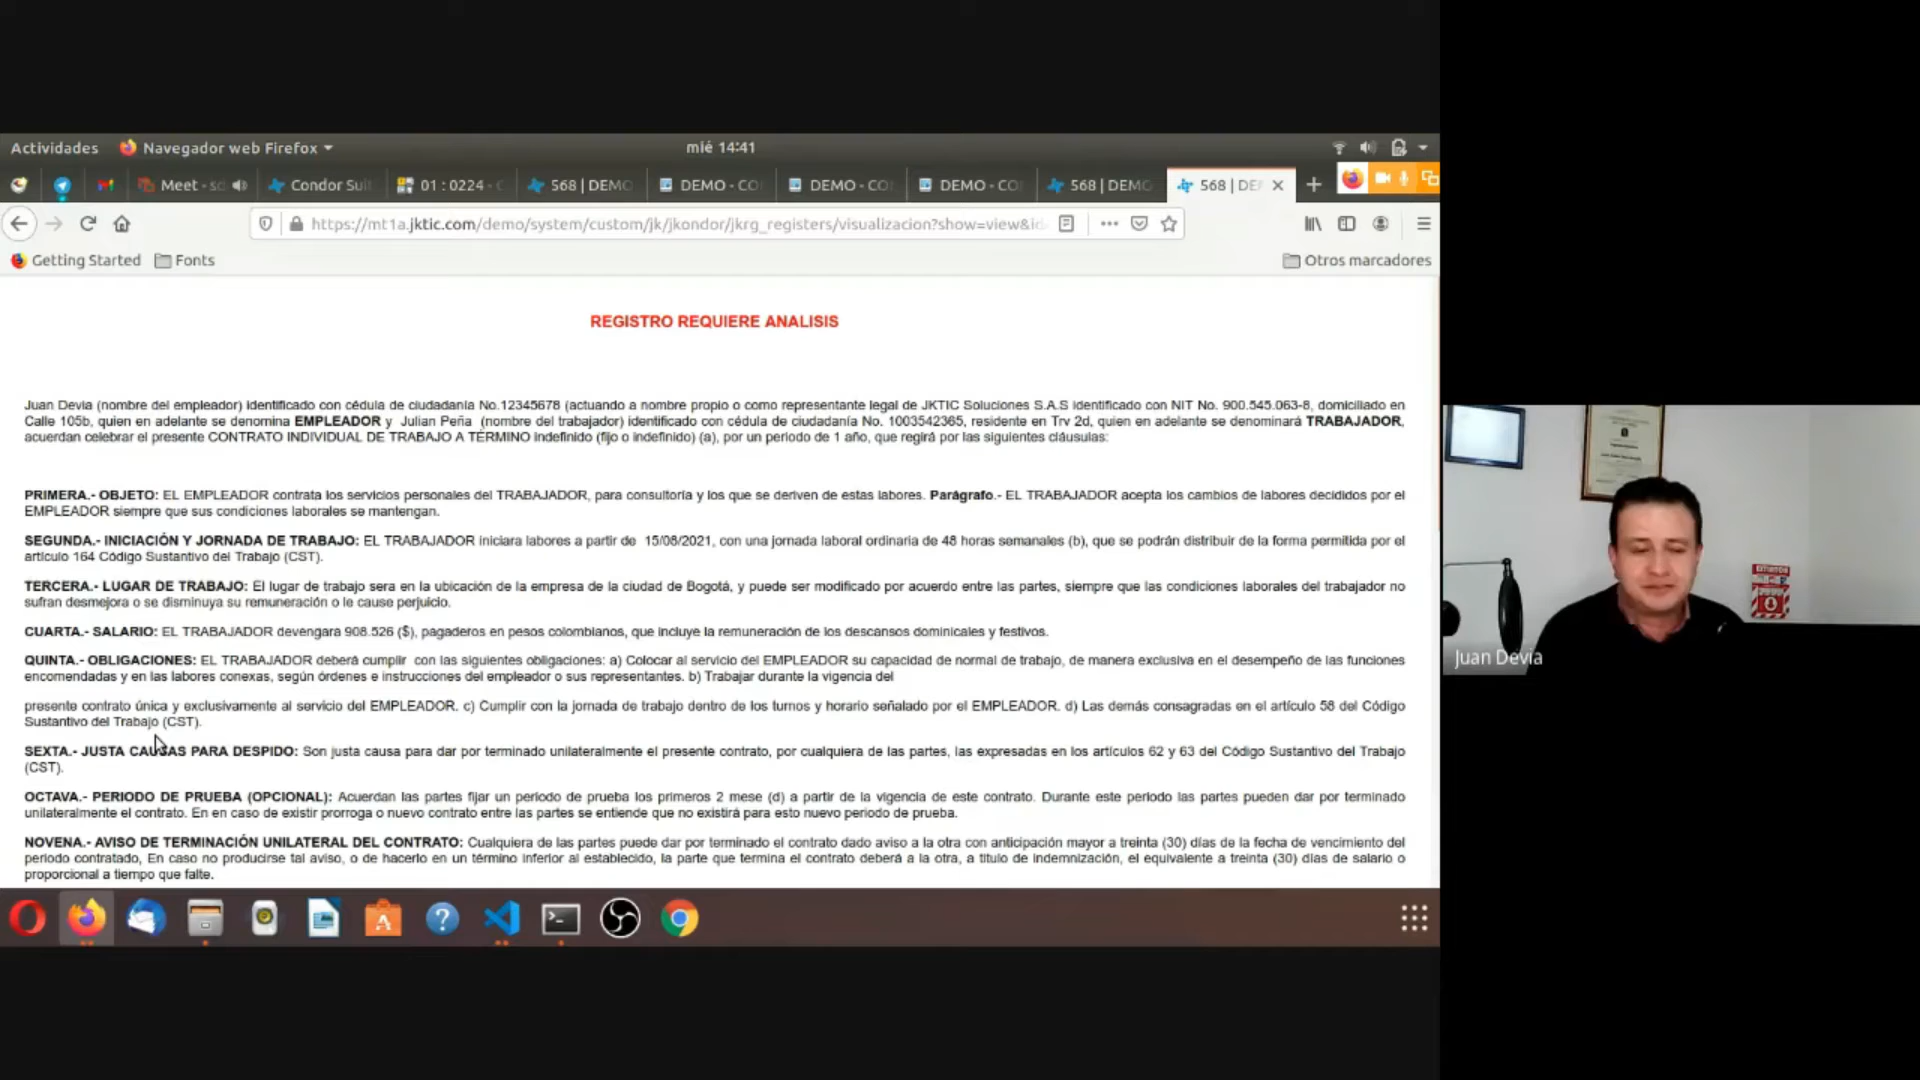 Actividades Navegador web Firefox mié 14:41
Meet - Condor Sui 01 : 0224 - 568 | DEMO DEMO - CO DEMO - CO DEMO - CO 568 | DEMO 568 | DE
https://mt1a.jktic.com/demo/system/custom/jk/jkondor/jkrg_registers/visualizacion?show=view&id
Getting Started Fonts Otros marcadores
REGISTRO REQUIERE ANALISIS
Juan Devia (nombre del empleador) identificado con cédula de ciudadanía No.12345678 (actuando a nombre propio o como representante legal de JKTIC Soluciones S.A.S identificado con NIT No. 900.545.063-8, domiciliado en
Calle 105b, quien en adelante se denomina EMPLEADOR y Julian Peña (nombre del trabajador) identificado con cédula de ciudadanía No. 1003542365, residente en Trv 2d, quien en adelante se denominará TRABAJADOR,
acuerdan celebrar el presente CONTRATO INDIVIDUAL DE TRABAJO A TÉRMINO indefinido (fijo o indefinido) (a), por un periodo de 1 año, que regirá por las siguientes cláusulas:
PRIMERA.- OBJETO: EL EMPLEADOR contrata los servicios personales del TRABAJADOR, para consultoría y los que se deriven de estas labores. Parágrafo.- EL TRABAJADOR acepta los cambios de labores decididos por el
EMPLEADOR siempre que sus condiciones laborales se mantengan.
SEGUNDA.- INICIACIÓN Y JORNADA DE TRABAJO: EL TRABAJADOR iniciara labores a partir de 15/08/2021, con una jornada laboral ordinaria de 48 horas semanales (b), que se podrán distribuir de la forma permitida por el
artículo 164 Código Sustantivo del Trabajo (CST).
TERCERA.- LUGAR DE TRABAJO: El lugar de trabajo sera en la ubicación de la empresa de la ciudad de Bogotá, y puede ser modificado por acuerdo entre las partes, siempre que las condiciones laborales del trabajador no
sufran desmejora o se disminuya su remuneración o le cause perjuicio.
CUARTA.- SALARIO: EL TRABAJADOR devengara 908.526 ($), pagaderos en pesos colombianos, que incluye la remuneración de los descansos dominicales y festivos.
QUINTA.- OBLIGACIONES: EL TRABAJADOR deberá cumplir con las siguientes obligaciones: a) Colocar al servicio del EMPLEADOR su capacidad de normal de trabajo, de manera exclusiva en el desempeño de las funciones
encomendadas y en las labores conexas, según órdenes e instrucciones del empleador o sus representantes. b) Trabajar durante la vigencia del
presente contrato única y exclusivamente al servicio del EMPLEADOR. c) Cumplir con la jornada de trabajo dentro de los turnos y horario señalado por el EMPLEADOR. d) Las demás consagradas en el artículo 58 del Código
Sustantivo del Trabajo (CST).
SEXTA.- JUSTA CAUSAS PARA DESPIDO: Son justa causa para dar por terminado unilateralmente el presente contrato, por cualquiera de las partes, las expresadas en los artículos 62 y 63 del Código Sustantivo del Trabajo
(CST).
OCTAVA.- PERIODO DE PRUEBA (OPCIONAL): Acuerdan las partes fijar un período de prueba los primeros 2 mese (d) a partir de la vigencia de este contrato. Durante este periodo las partes pueden dar por terminado
unilateralmente el contrato. En en caso de existir prorroga o nuevo contrato entre las partes se entiende que no existirá para esto nuevo periodo de prueba.
NOVENA.- AVISO DE TERMINACIÓN UNILATERAL DEL CONTRATO: Cualquiera de las partes puede dar por terminado el contrato dado aviso a la otra con anticipación mayor a treinta (30) días de la fecha de vencimiento del
periodo contratado, En caso no producirse tal aviso, o de hacerlo en un término inferior al establecido, la parte que termina el contrato deberá a la otra, a titulo de indemnización, el equivalente a treinta (30) días de salario o
proporcional a tiempo que falte.
Juan Devia